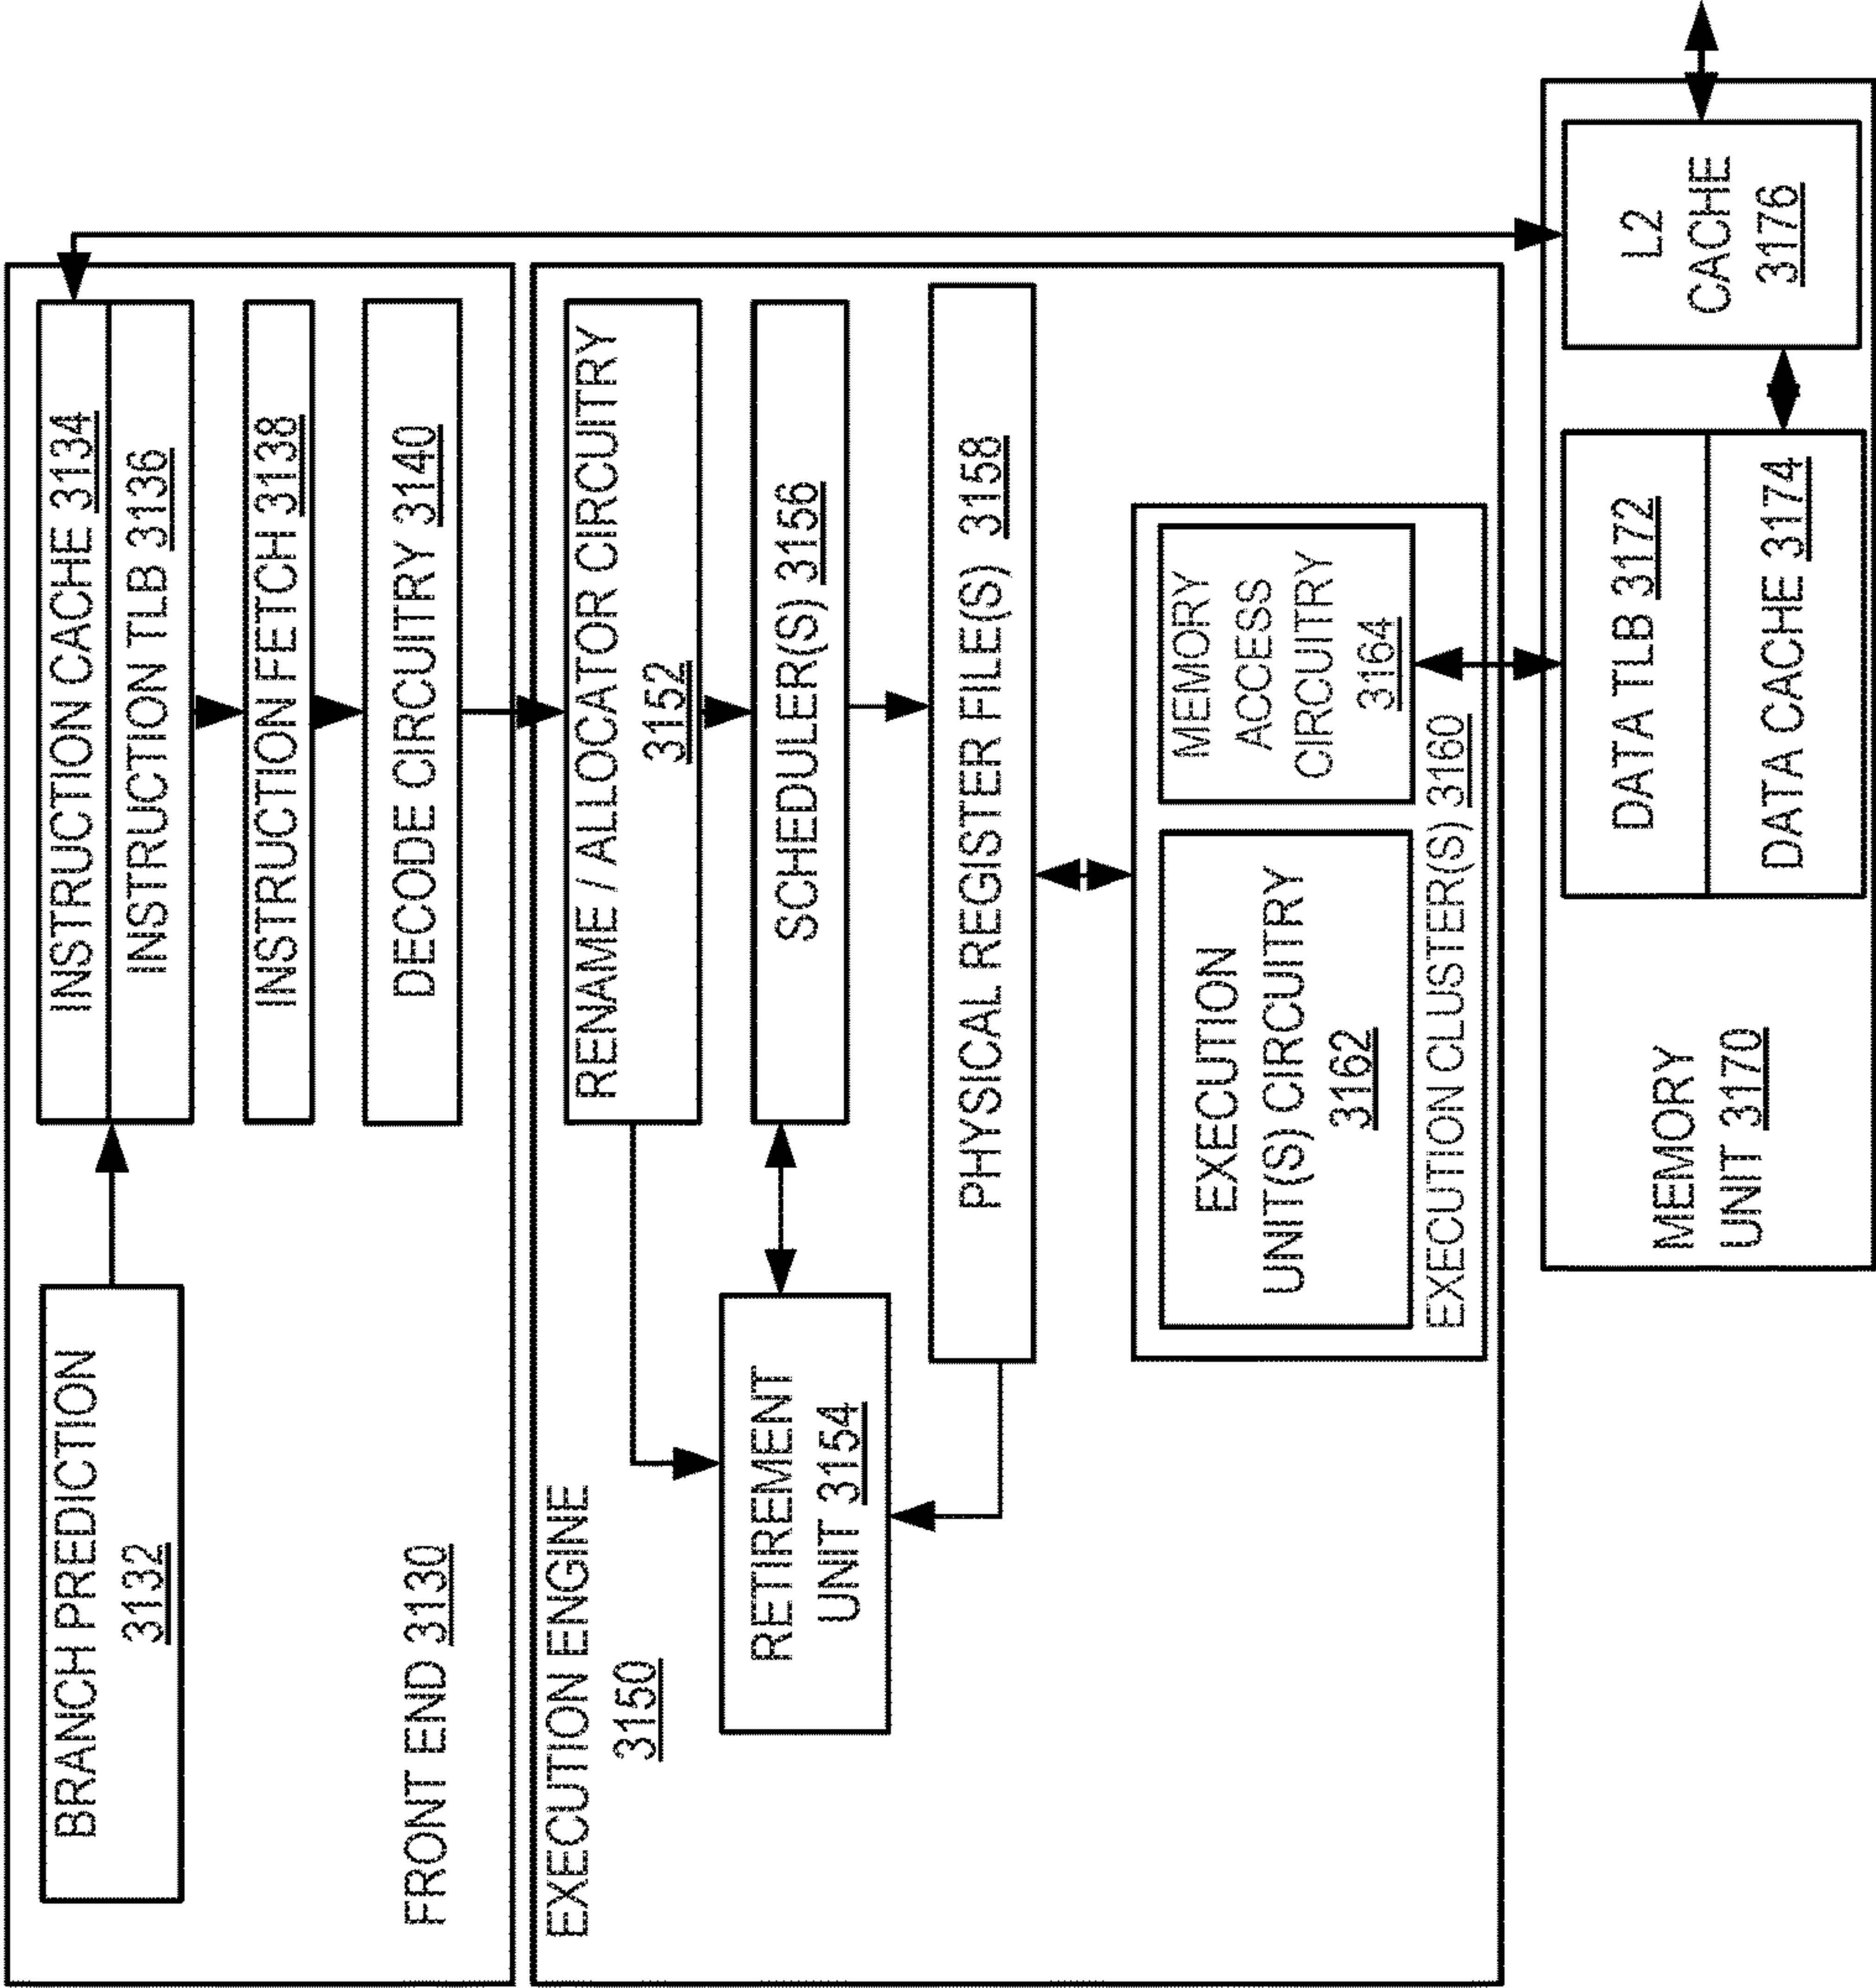 BRANCH PREDICTION
3132
INSTRUCTION CACHE 3134
INSTRUCTION TLB 3136
INSTRUCTION FETCH 3138
DECODE CIRCUITRY 3140
FRONT END 3130
EXECUTION ENGINE
3150
RENAME / ALLOCATOR CIRCUITRY
3152
RETIREMENT
UNIT 3154
SCHEDULER(S) 3156
PHYSICAL REGISTER FILE(S) 3158
EXECUTION
UNIT(S) CIRCUITRY
3162
MEMORY
ACCESS
CIRCUITRY
3164
EXECUTION CLUSTER(S) 3160
MEMORY
UNIT 3170
DATA TLB 3172
DATA CACHE 3174
L2
CACHE
3176